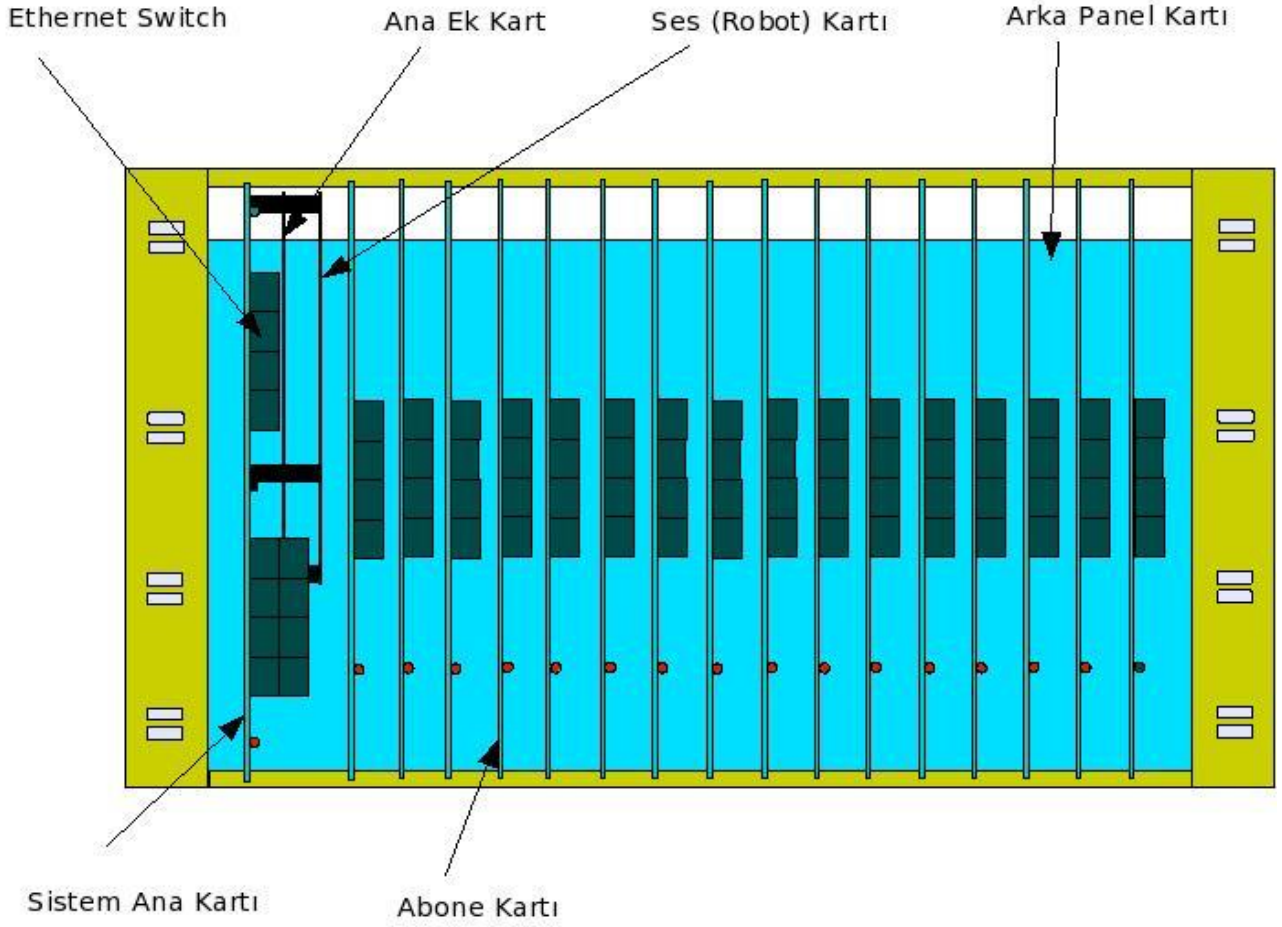 Ethernet Switch
Ana Ek Kart
Ses (Robot) Kartı
Arka Panel Kartı
Sistem Ana Kartı
Abone Kartı